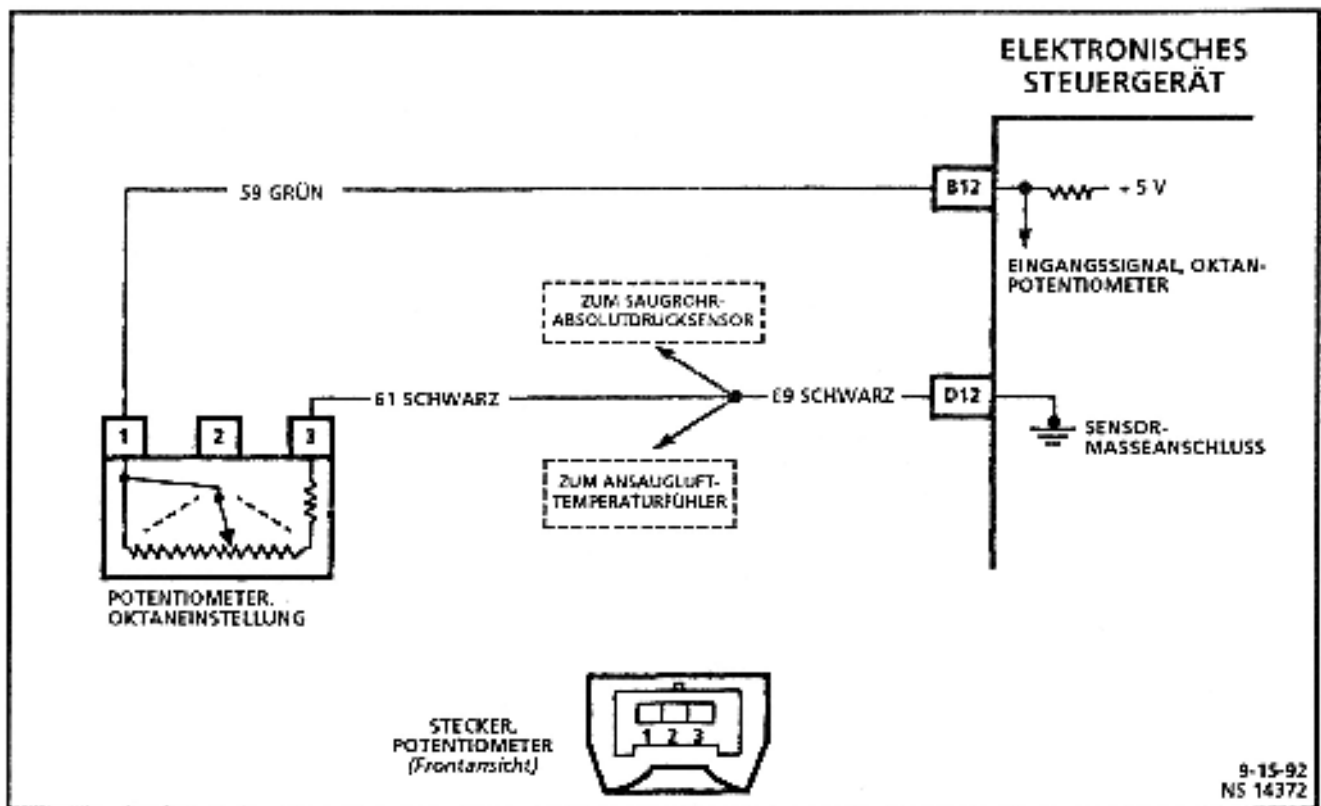 ELEKTRONISCHES
STEUERGERÄT
59 GRÜN
B12
+ 5 V
EINGANGSSIGNAL, OKTAN-
POTENTIOMETER
ZUM SAUGROHR-
ABSOLUTDRUCKSENSOR
61 SCHWARZ
69 SCHWARZ
D12
SENSOR-
MASSEANSCHLUSS
1 2 3
ZUM ANSAUGLUFT-
TEMPERATURFÜHLER
POTENTIOMETER,
OKTANEINSTELLUNG
STECKER,
POTENTIOMETER
(Frontansicht)
1 2 3
9-15-92
NS 14372